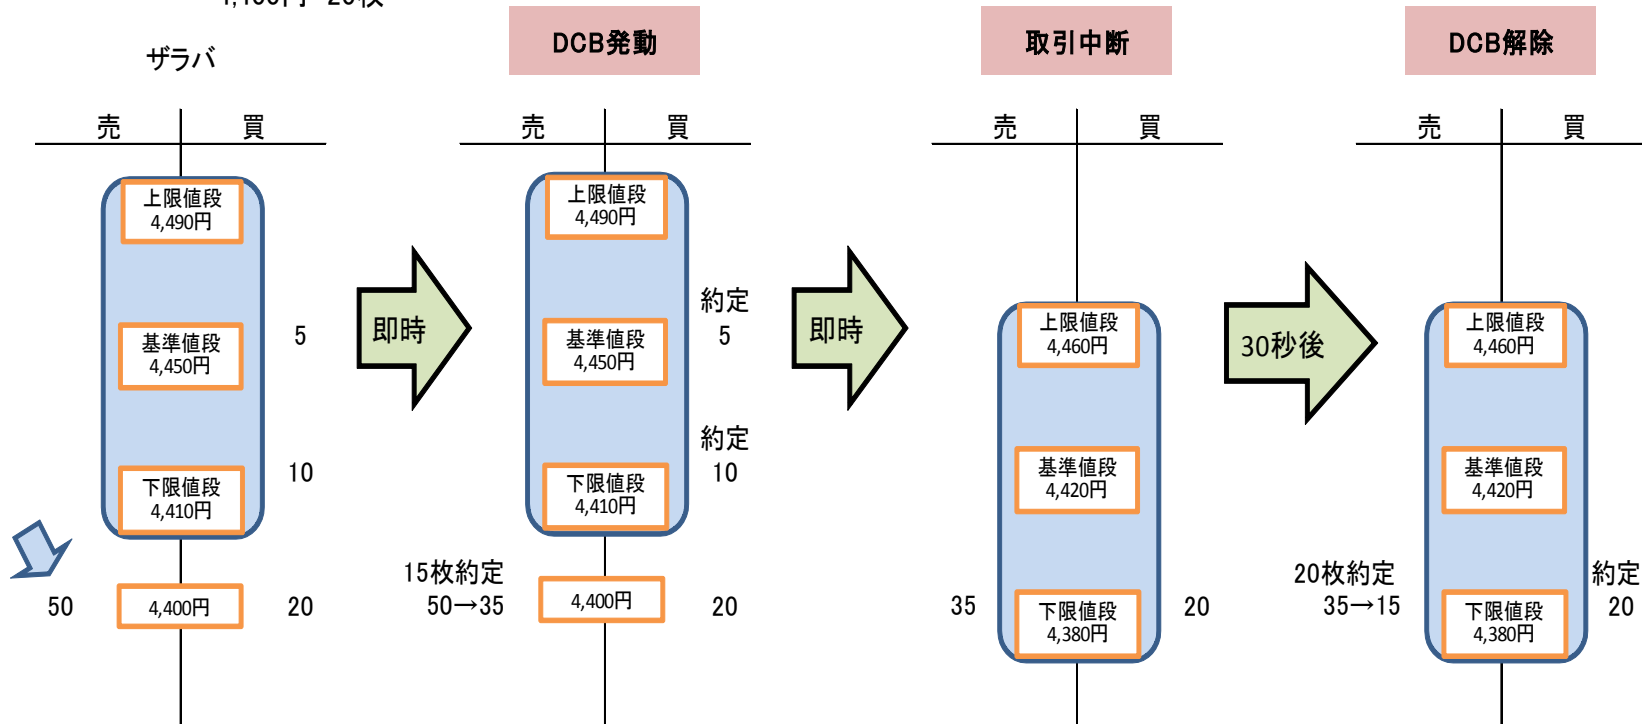 ザラバ
売 買
上限値段
4,490円
基準値段
4,450円
5
下限値段
4,410円
10
50
4,400円
20
即時
DCB発動
売 買
上限値段
4,490円
約定
基準値段
4,450円
5
約定
下限値段
4,410円
10
15枚約定
50→35
4,400円
20
即時
取引中断
売 買
上限値段
4,460円
基準値段
4,420円
35
下限値段
4,380円
20
30秒後
DCB解除
売 買
上限値段
4,460円
基準値段
4,420円
20枚約定
35→15
下限値段
4,380円
約定
20